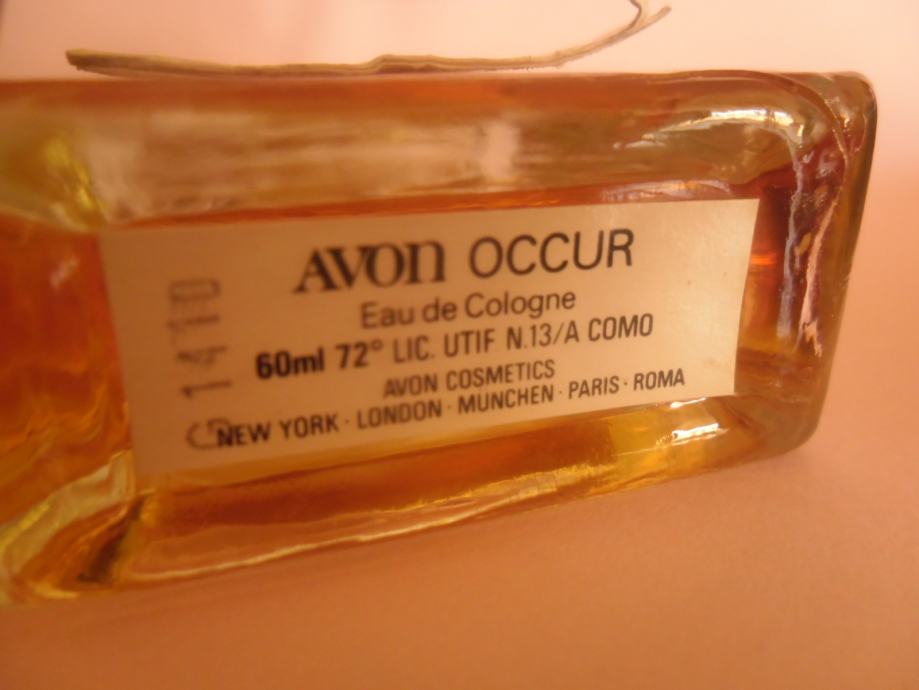 AVON OCCUR
Eau de Cologne
60ml 72° LIC. UTIF N.13/A COMO
AVON COSMETICS
NEW YORK · LONDON · MUNCHEN · PARIS · ROMA